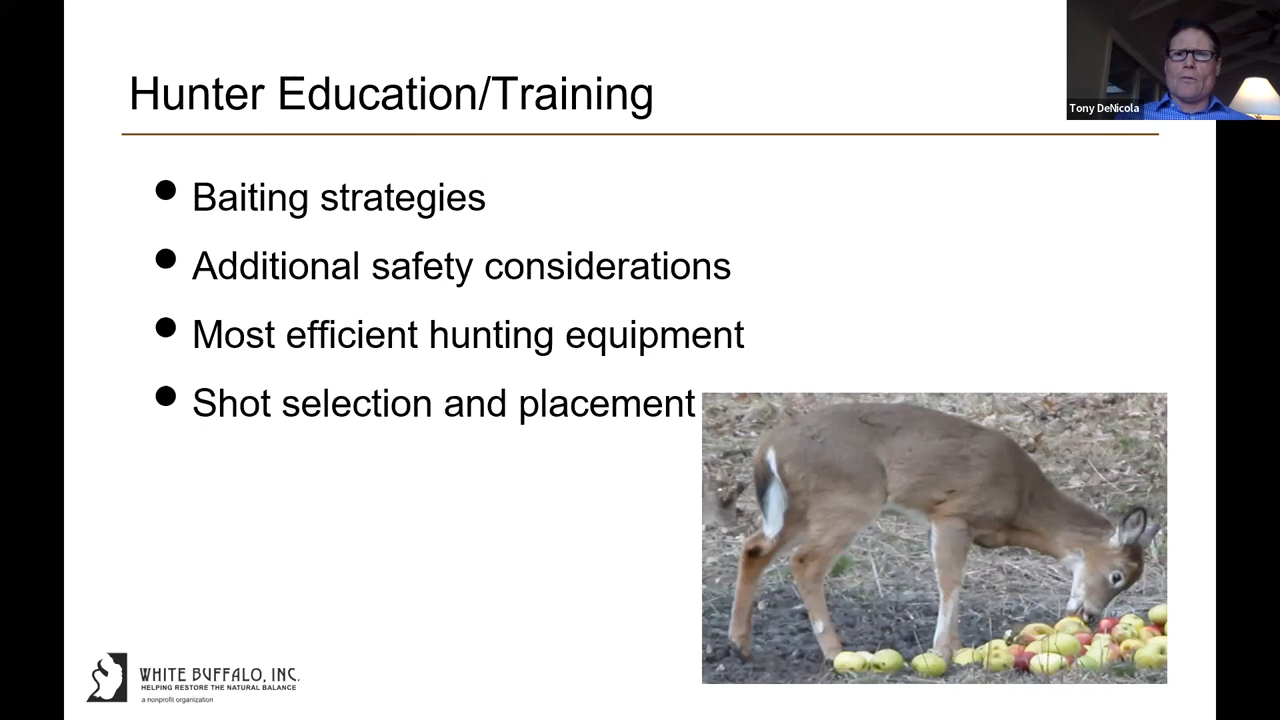 Hunter Education/Training
Tony DeNicola
Baiting strategies
Additional safety considerations
Most efficient hunting equipment
Shot selection and placement
WHITE BUFFALO, INC.
HELPING RESTORE THE NATURAL BALANCE
a nonprofit organization